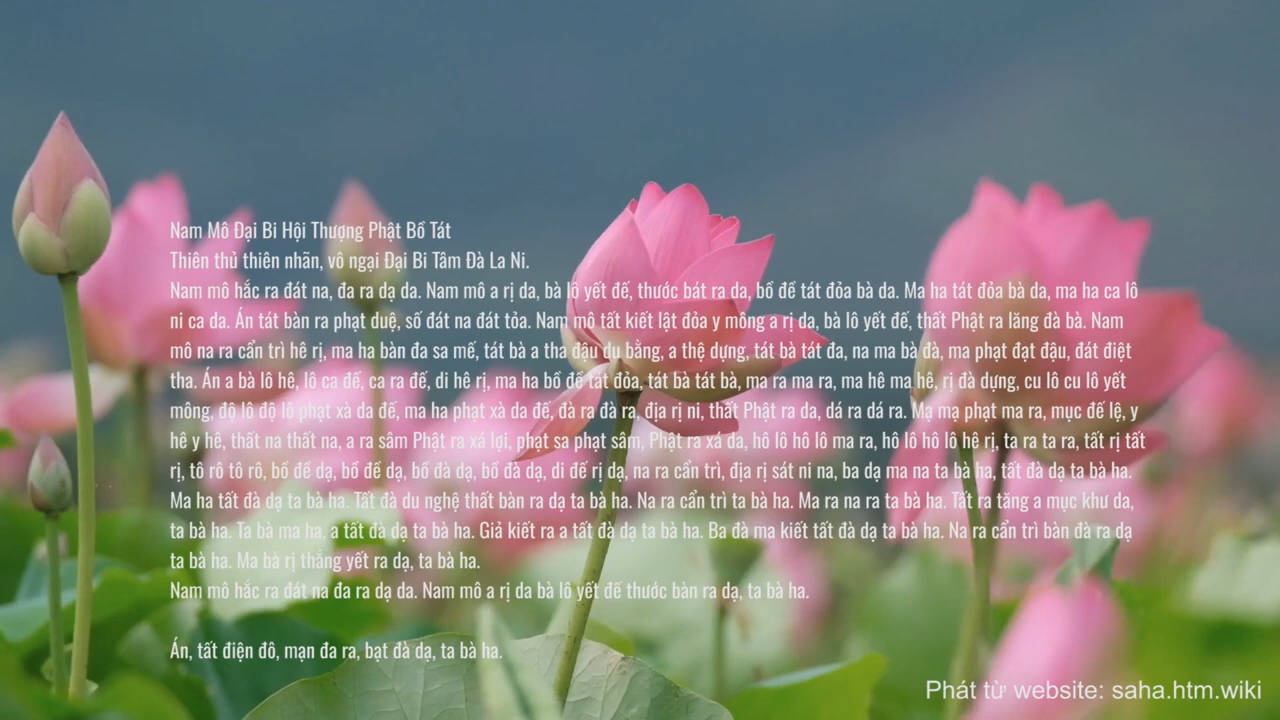 Nam Mô Đại Bi Hội Thượng Phật Bồ Tát
Thiên thủ thiên nhãn, vô ngại Đại Bi Tâm Đà La Ni.
Nam mô hắc ra đát na, đa ra dạ da. Nam mô a rị da, bà lô yết đế, thước bát ra da, bồ đề tát đỏa bà da. Ma ha tát đỏa bà da, ma ha ca lô
ni ca da. Án tát bàn ra phạt duệ, số đát na đát tỏa. Nam mô tất kiết lật đỏa y mông a rị da, bà lô yết đế, thất Phật ra lăng đà bà. Nam
mô na ra cẩn trì hê rị, ma ha bàn đa sa mế, tát bà a tha đậu du bằng, a thệ dựng, tát bà tát đa, na ma bà đà, ma phạt đạt đậu, đát điệt
tha. Án a bà lô hê, lô ca đế, ca ra đế, di hê rị, ma ha bồ đề tát đỏa, tát bà tát bà, ma ra ma ra, ma hê ma hê, rị đà dựng, cu lô cu lô yết
mông, độ lô độ lô phạt xà da đế, ma ha phạt xà da đế, đà ra đà ra, địa rị ni, thất Phật ra da, dá ra dá ra. Mạ mạ phạt ma ra, mục đế lệ, y
hê y hê, thất na thất na, a ra sâm Phật ra xá lợi, phạt sa phạt sâm, Phật ra xá da, hô lô hô lô ma ra, hô lô hô lô hê rị, ta ra ta ra, tất rị tất
rị, tô rô tô rô, bồ đề dạ, bồ đề dạ, bồ đà dạ, bồ đà dạ, di đế rị dạ, na ra cẩn trì, địa rị sát ni na, ba dạ ma na ta bà ha, tất đà dạ ta bà ha.
Ma ha tất đà dạ ta bà ha. Tất đà du nghệ thất bàn ra dạ ta bà ha. Na ra cẩn trì ta bà ha. Ma ra na ra ta bà ha. Tất ra tăng a mục khư da,
ta bà ha. Ta bà ma ha, a tất đà dạ ta bà ha. Giả kiết ra a tất đà dạ ta bà ha. Ba đà ma kiết tất đà dạ ta bà ha. Na ra cẩn trì bàn đà ra dạ
ta bà ha. Ma bà rị thắng yết ra dạ, ta bà ha.
Nam mô hắc ra đát na đa ra dạ da. Nam mô a rị da bà lô yết đế thước bàn ra dạ, ta bà ha.
Án, tất điện đô, mạn đa ra, bạt đà dạ, ta bà ha.
Phát từ website: saha.htm.wiki